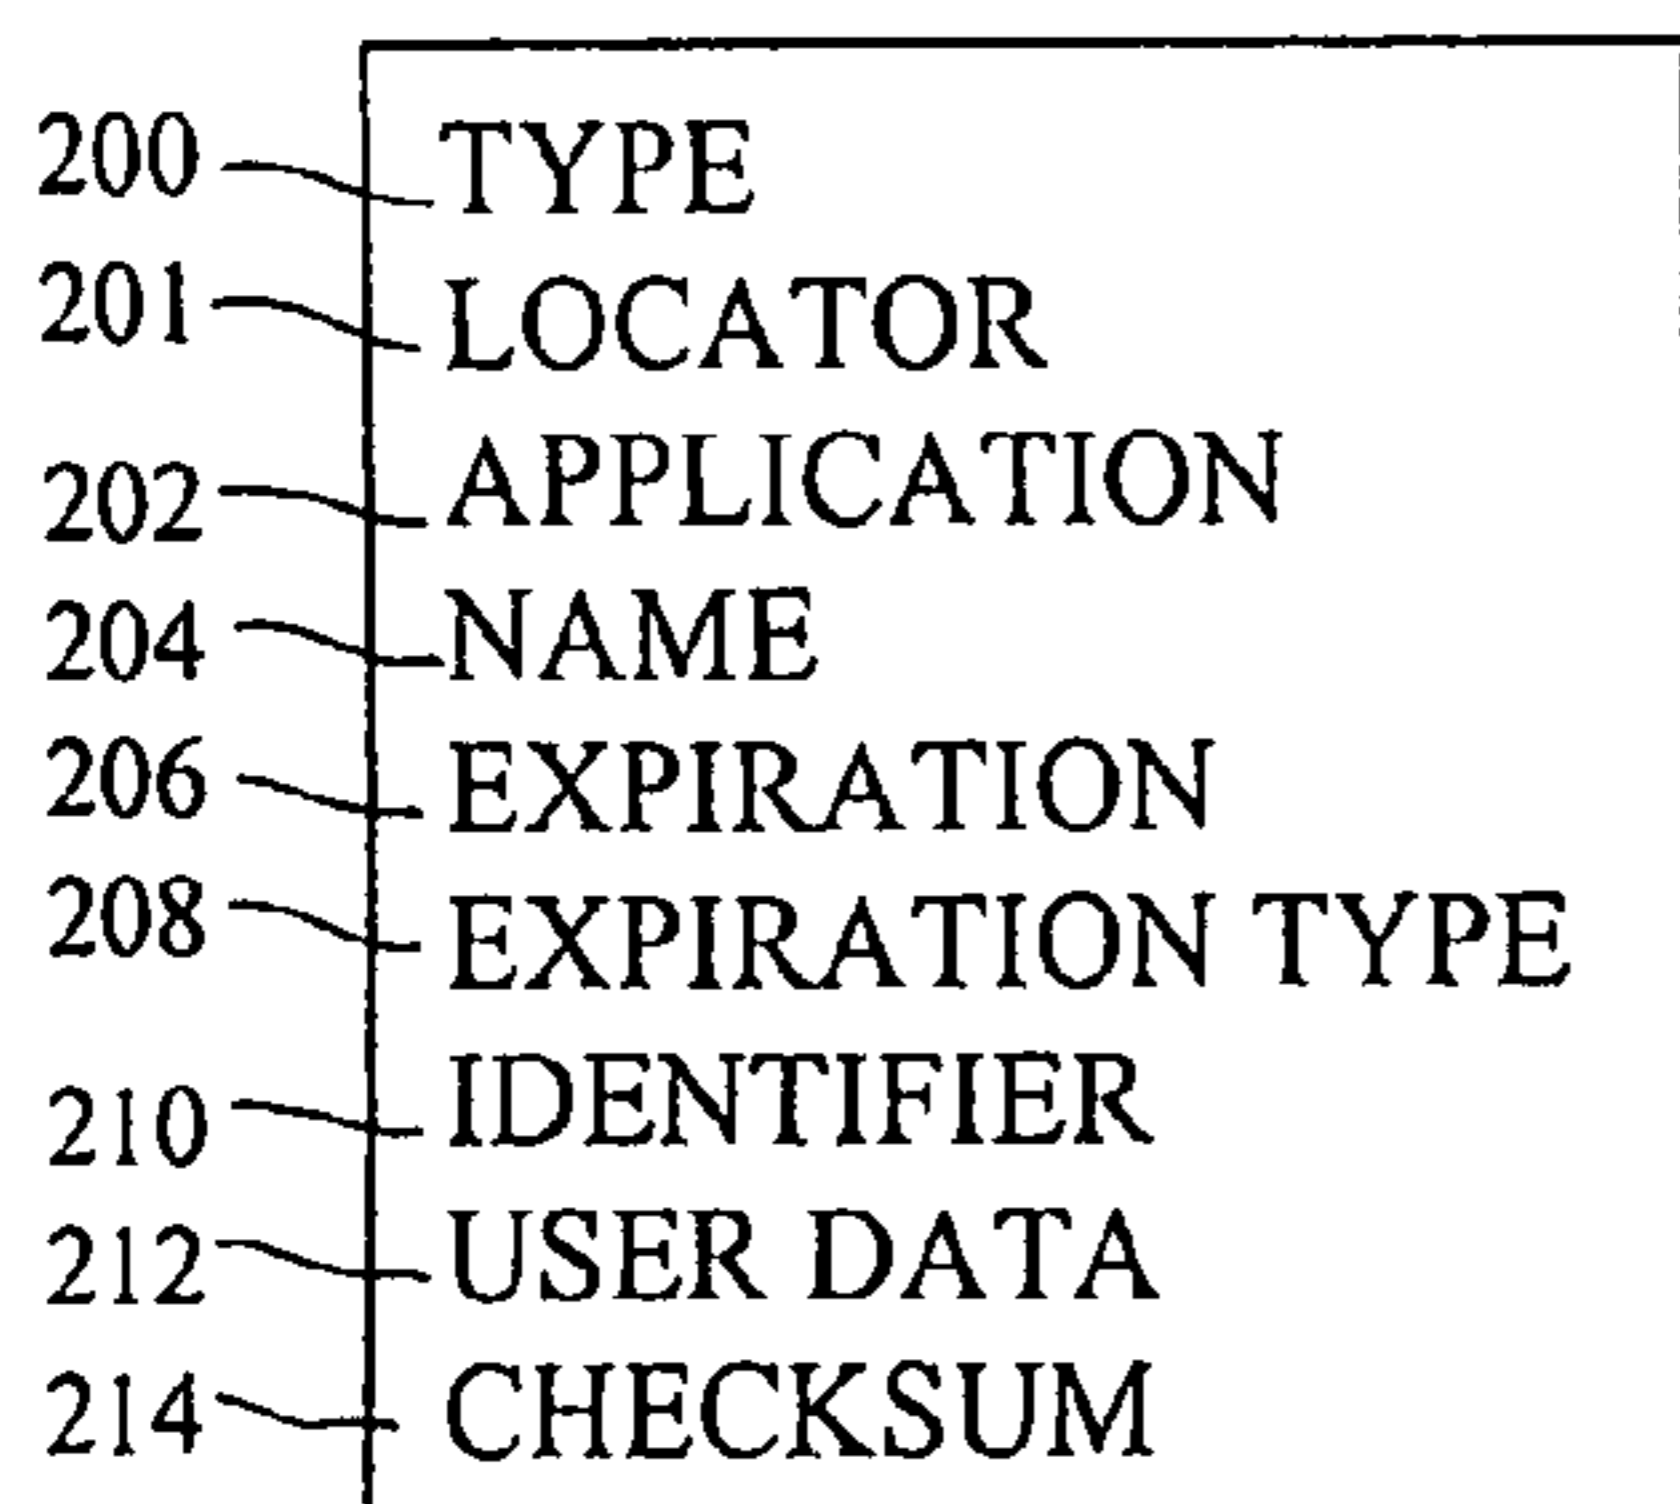 200 TYPE
201 LOCATOR
202 APPLICATION
204 NAME
206 EXPIRATION
208 EXPIRATION TYPE
210 IDENTIFIER
212 USER DATA
214 CHECKSUM